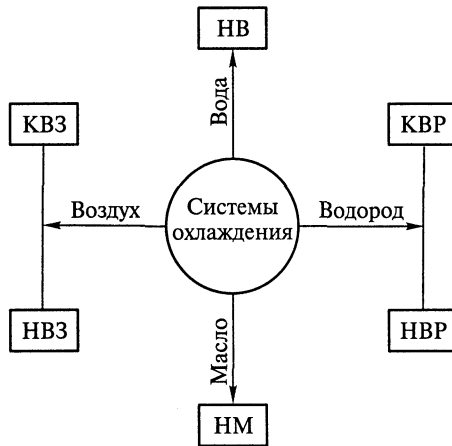 НВ
Вода
КВЗ
КВР
Воздух
Системы
охлаждения
Водород
НВЗ
НВР
Масло
НМ